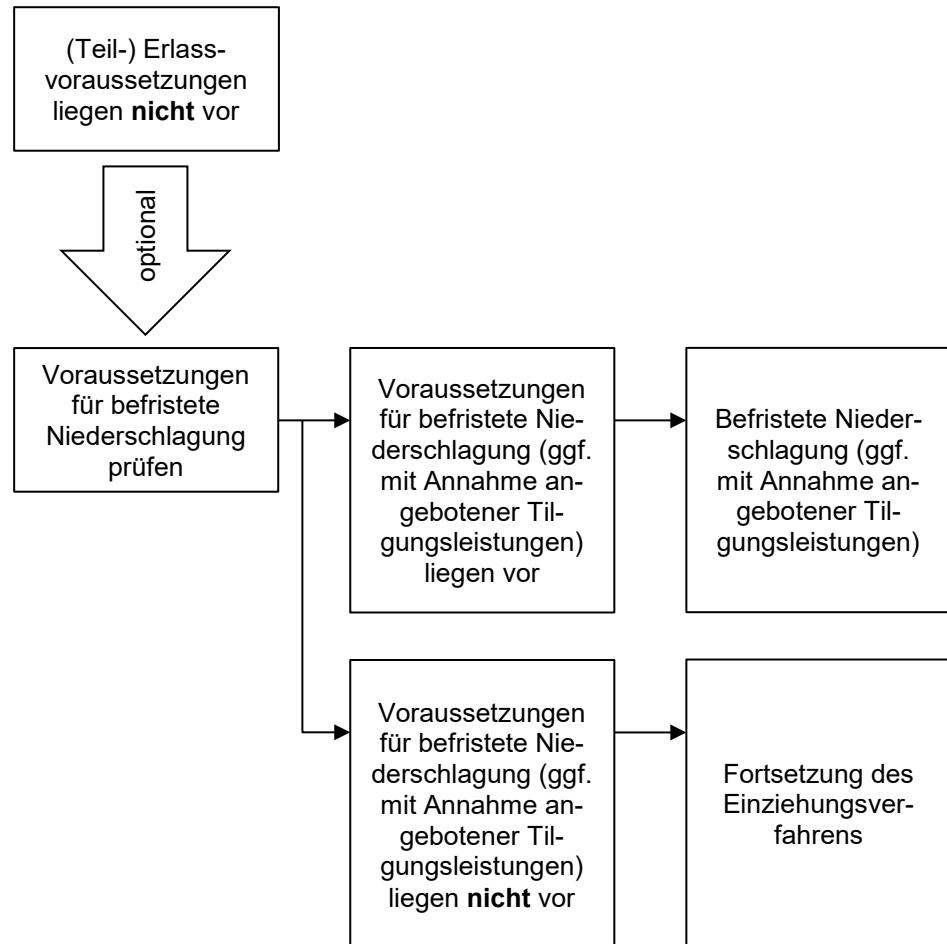 (Teil-) Erlass-
voraussetzungen
liegen nicht vor
optional
Voraussetzungen
für befristete
Niederschlagung
prüfen
Voraussetzungen
für befristete Nie-
derschlagung (ggf.
mit Annahme an-
gebotener Til-
gungsleistungen)
liegen vor
Befristete Nieder-
schlagung (ggf.
mit Annahme an-
gebotener Til-
gungsleistungen)
Voraussetzungen
für befristete Nie-
derschlagung (ggf.
mit Annahme an-
gebotener Til-
gungsleistungen)
liegen nicht vor
Fortsetzung des
Einziehungsver-
fahrens